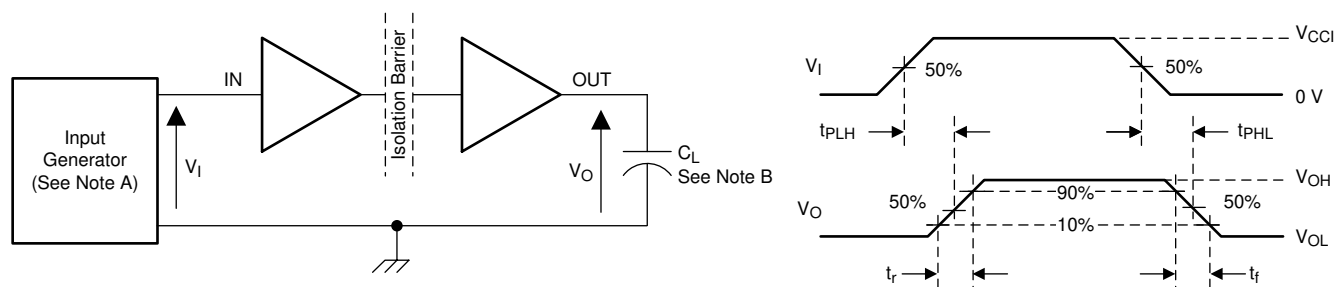 Input
Generator
(See Note A)
V_I
IN
Isolation Barrier
OUT
V_O
C_L
See Note B
V_I
50%
50%
V_CCI
0 V
t_PLH
t_PHL
V_O
50%
90%
10%
50%
V_OH
V_OL
t_r
t_f